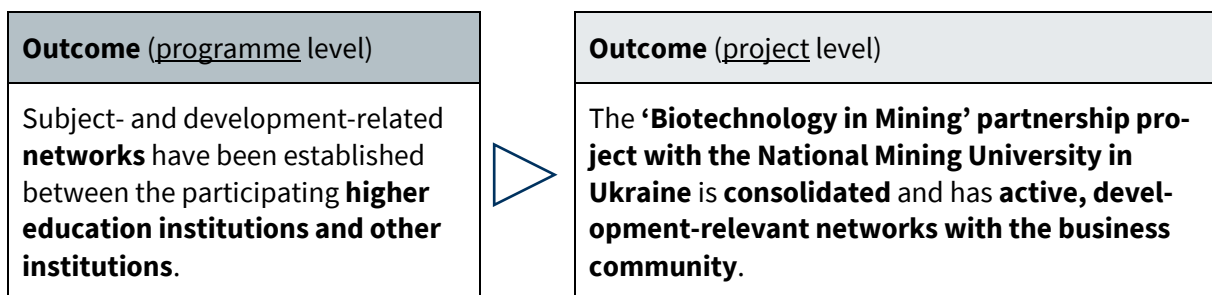 Outcome (programme level)
Subject- and development-related
networks have been established
between the participating higher
education institutions and other
institutions.
Outcome (project level)
The ‘Biotechnology in Mining’ partnership pro-
ject with the National Mining University in
Ukraine is consolidated and has active, devel-
opment-relevant networks with the business
community.